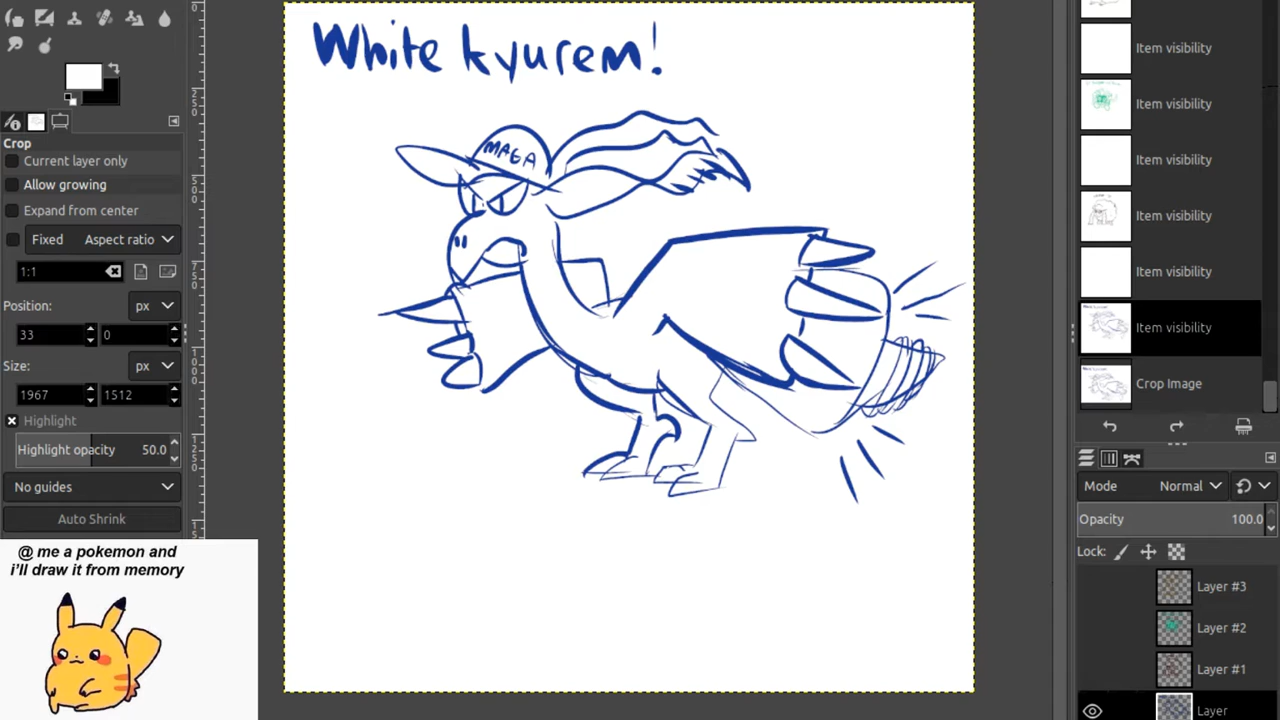 White kyurem!
MAGA
Crop
Current layer only
Allow growing
Expand from center
Fixed Aspect ratio
1:1
Position: px
33 0
Size: px
1967 1512
Highlight
Highlight opacity 50.0
No guides
Auto Shrink
@ me a pokemon and
i'll draw it from memory
Item visibility
Item visibility
Item visibility
Item visibility
Item visibility
Item visibility
Crop Image
Mode Normal
Opacity 100.0
Lock:
Layer #3
Layer #2
Layer #1
Layer